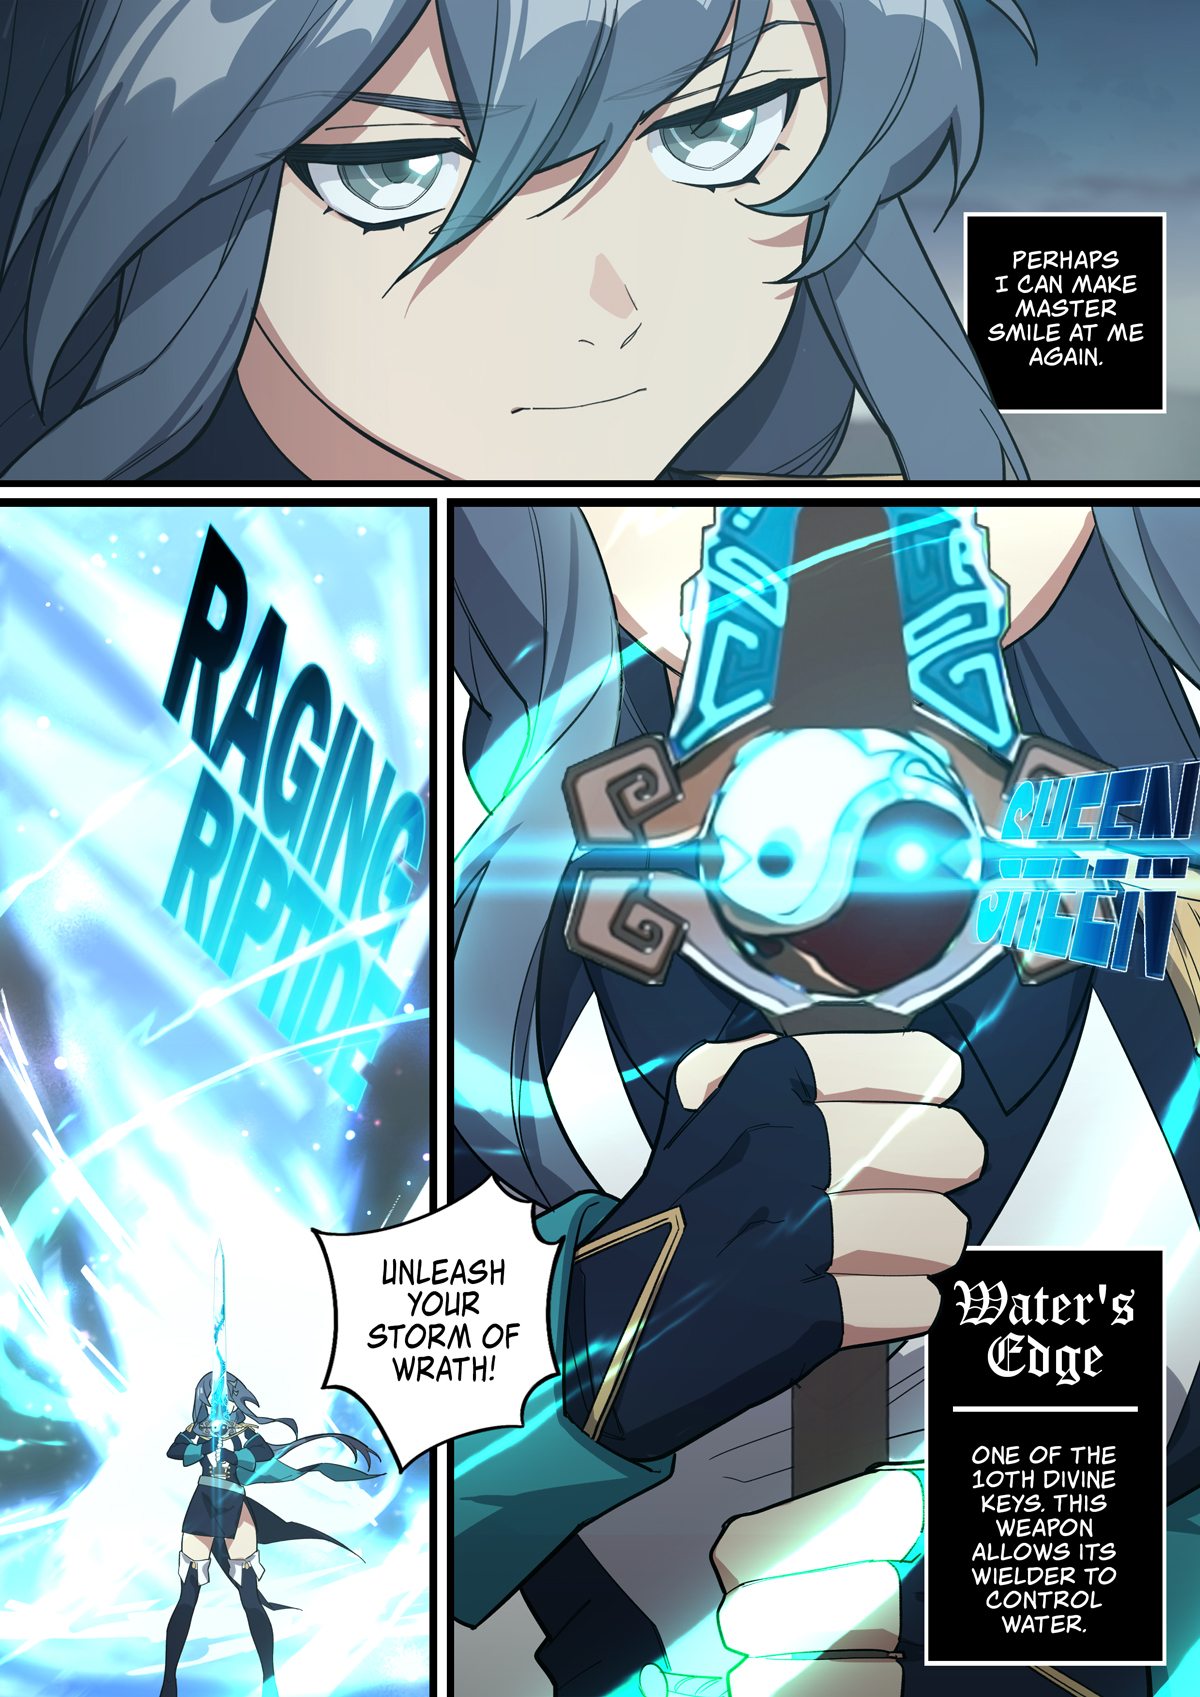 PERHAPS
I CAN MAKE
MASTER
SMILE AT ME
AGAIN.
RAGING
RIPTIDE
SHEEN
SHEEN
UNLEASH
YOUR
STORM OF
WRATH!
Water's
Edge
ONE OF THE
10TH DIVINE
KEYS. THIS
WEAPON
ALLOWS ITS
WIELDER TO
CONTROL
WATER.